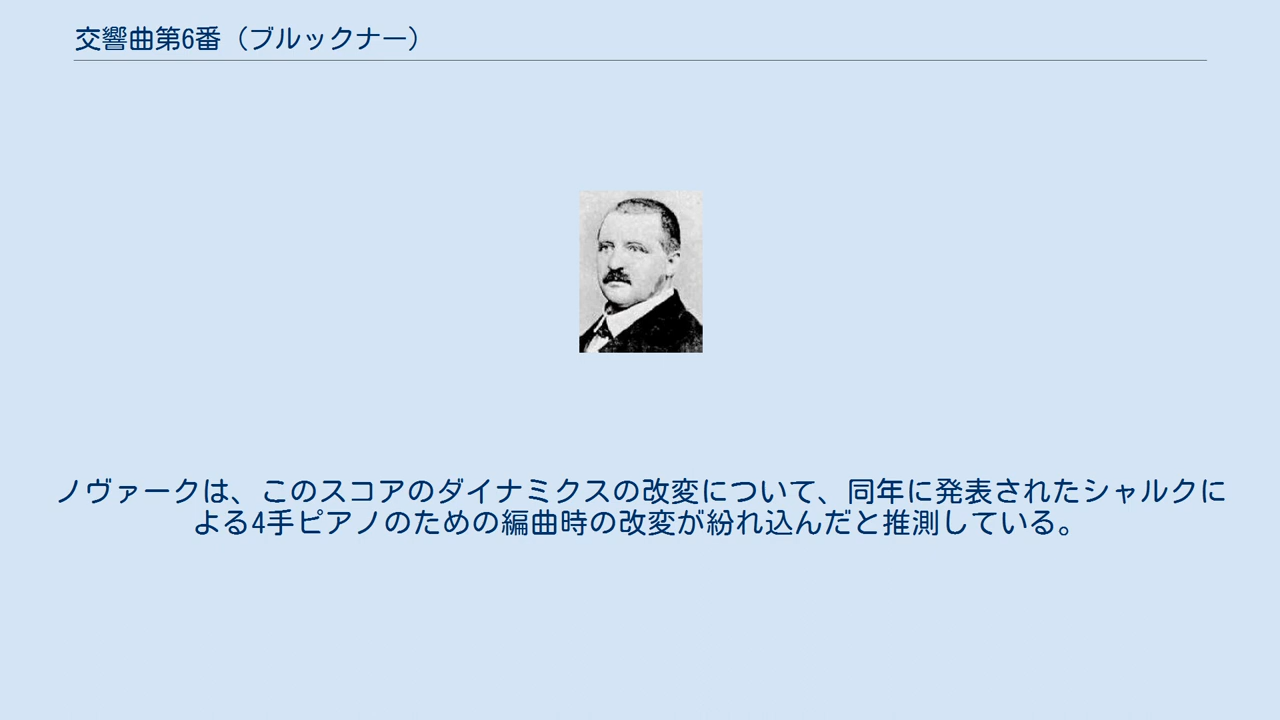 交響曲第6番（ブルックナー）
ノヴァークは、このスコアのダイナミクスの改変について、同年に発表されたシャルクに
よる4手ピアノのための編曲時の改変が紛れ込んだと推測している。